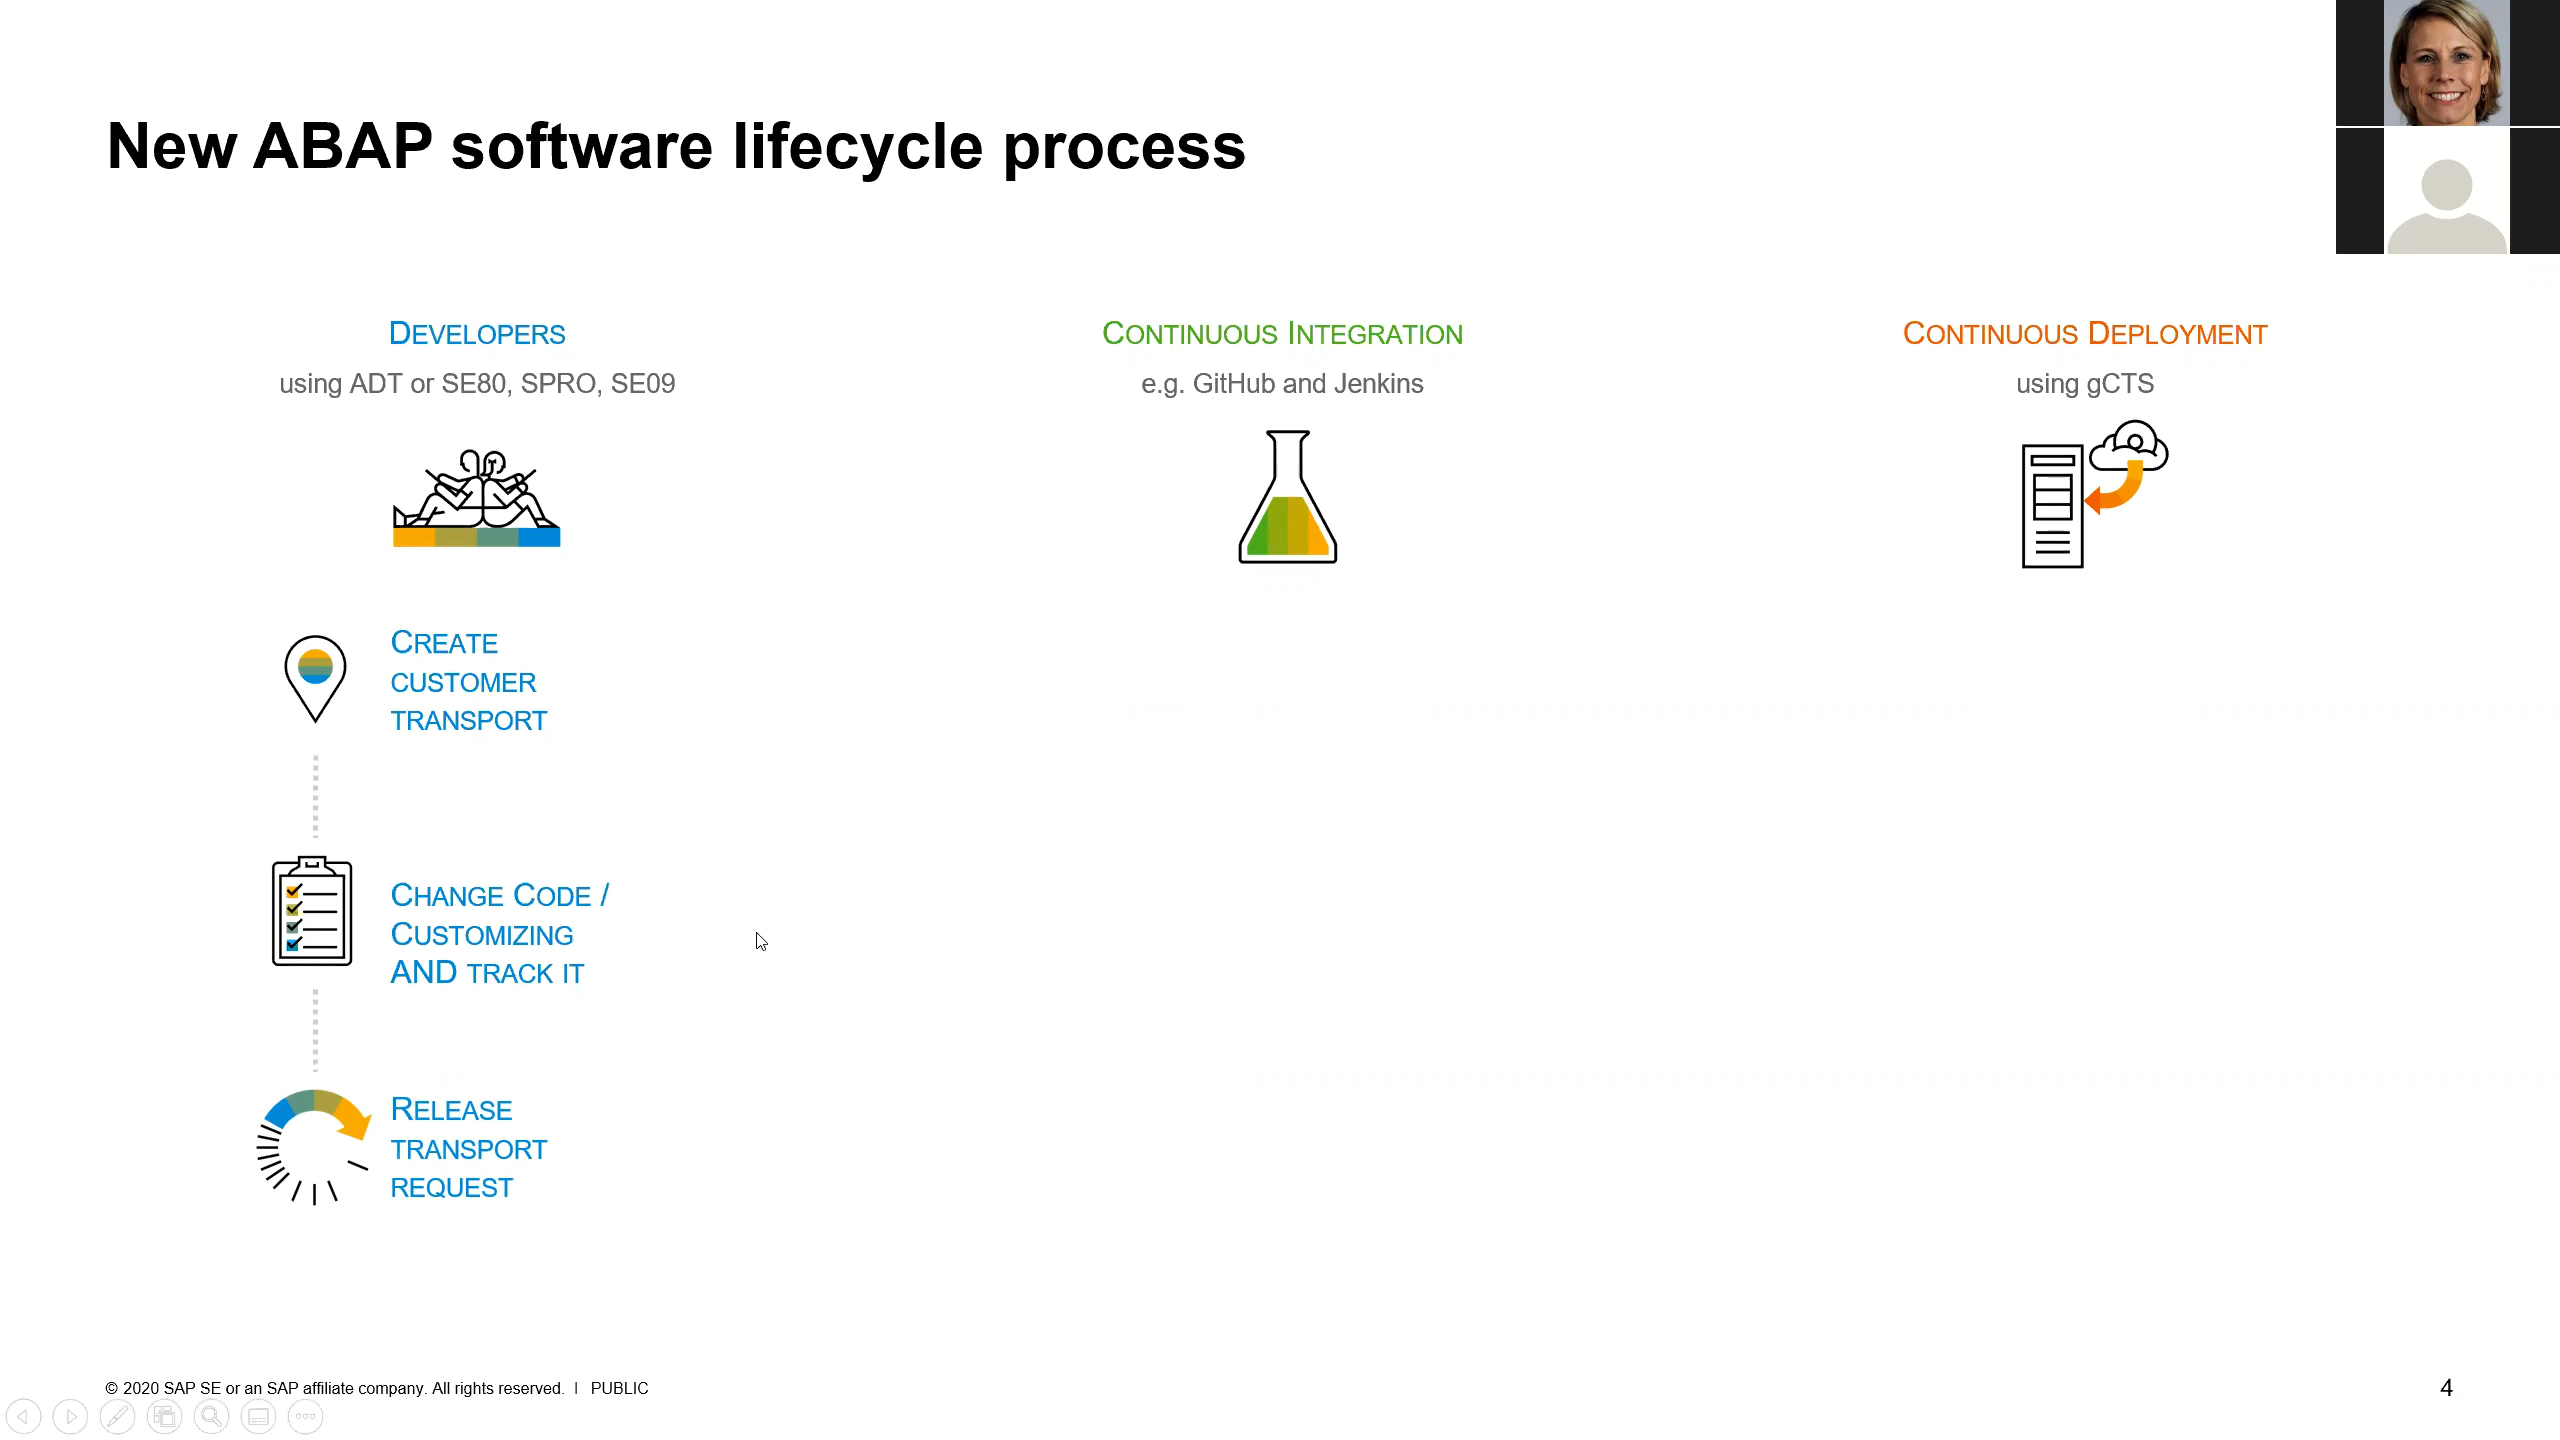 New ABAP software lifecycle process
DEVELOPERS
using ADT or SE80, SPRO, SE09
CONTINUOUS INTEGRATION
e.g. GitHub and Jenkins
CONTINUOUS DEPLOYMENT
using gCTS
CREATE
CUSTOMER
TRANSPORT
CHANGE CODE /
CUSTOMIZING
AND TRACK IT
RELEASE
TRANSPORT
REQUEST
© 2020 SAP SE or an SAP affiliate company. All rights reserved. | PUBLIC
4